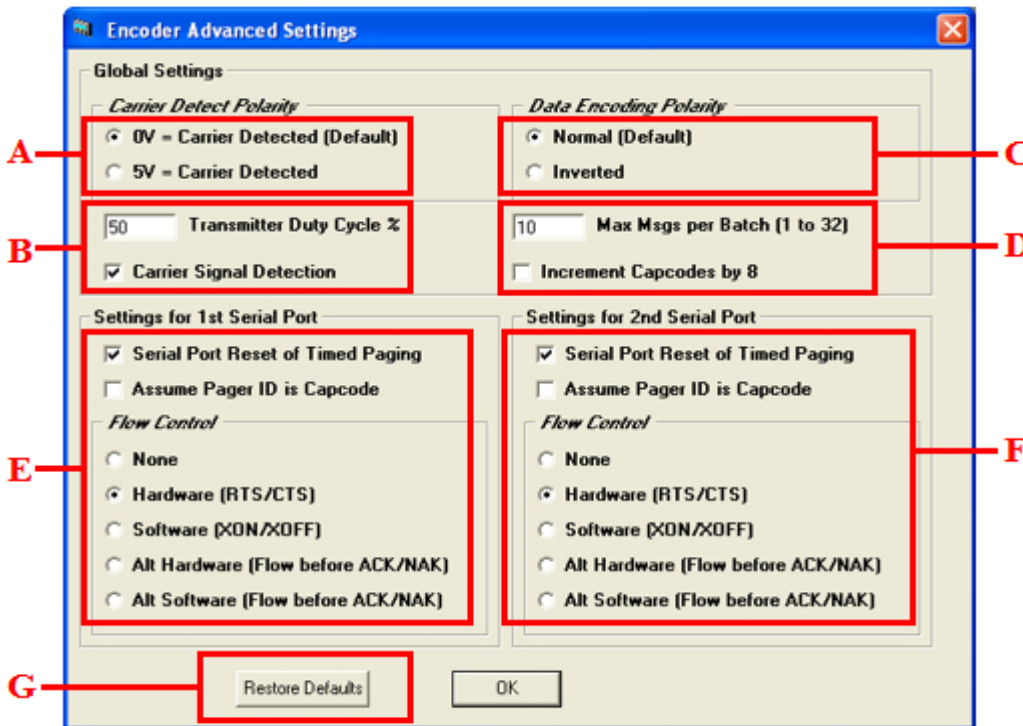 Encoder Advanced Settings
Global Settings
Carrier Detect Polarity
0V = Carrier Detected (Default)
5V = Carrier Detected
A
Data Encoding Polarity
Normal (Default)
Inverted
C
50 Transmitter Duty Cycle %
Carrier Signal Detection
B
10 Max Msgs per Batch (1 to 32)
Increment Capcodes by 8
D
Settings for 1st Serial Port
Serial Port Reset of Timed Paging
Assume Pager ID is Capcode
Flow Control
None
Hardware (RTS/CTS)
Software (XON/XOFF)
Alt Hardware (Flow before ACK/NAK)
Alt Software (Flow before ACK/NAK)
E
Settings for 2nd Serial Port
Serial Port Reset of Timed Paging
Assume Pager ID is Capcode
Flow Control
None
Hardware (RTS/CTS)
Software (XON/XOFF)
Alt Hardware (Flow before ACK/NAK)
Alt Software (Flow before ACK/NAK)
F
G
Restore Defaults
OK